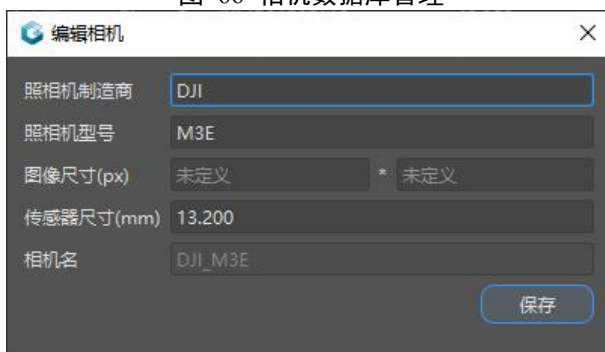 编辑相机
照相机制造商 DJI
照相机型号 M3E
图像尺寸(px) 未定义 * 未定义
传感器尺寸(mm) 13.200
相机名 DJI_M3E
保存